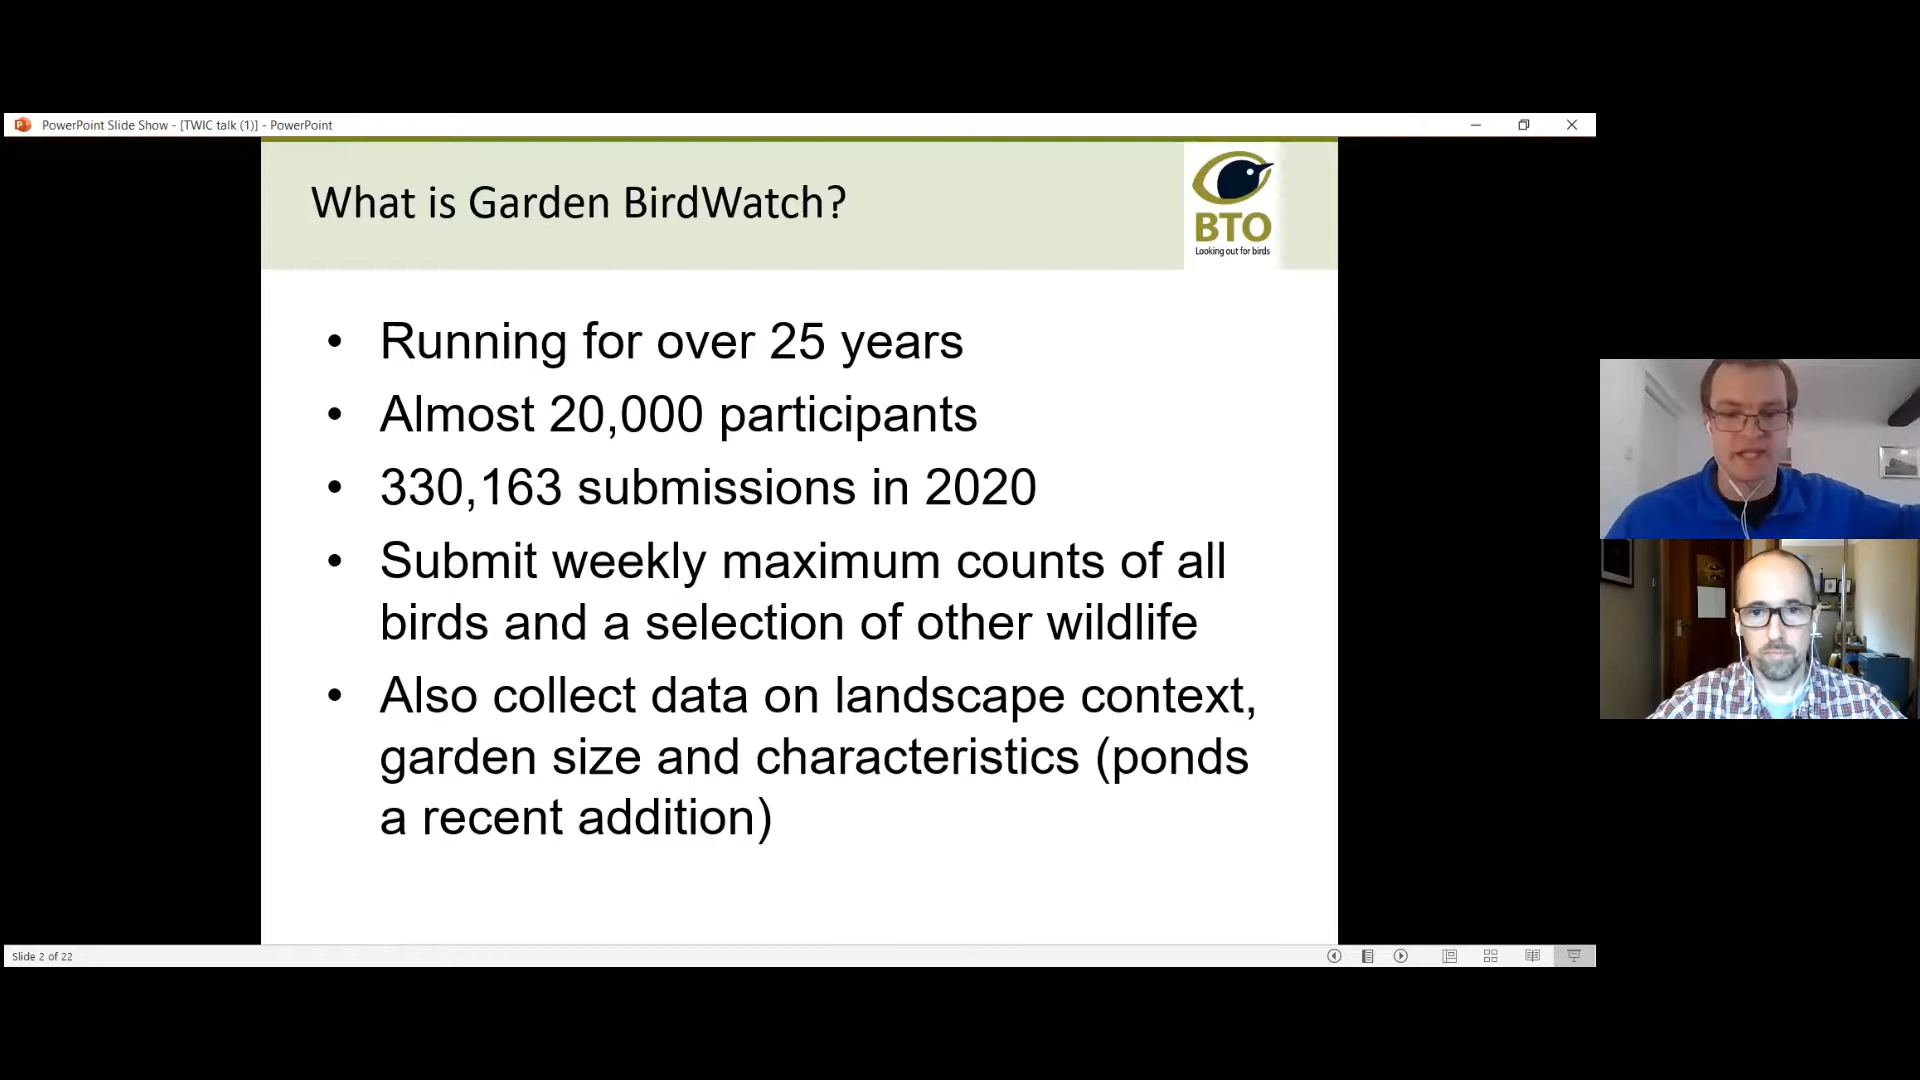 PowerPoint Slide Show - [TWIC talk (1)] - PowerPoint
What is Garden BirdWatch?
BTO
Looking out for birds
• Running for over 25 years
• Almost 20,000 participants
• 330,163 submissions in 2020
• Submit weekly maximum counts of all
birds and a selection of other wildlife
• Also collect data on landscape context,
garden size and characteristics (ponds
a recent addition)
Slide 2 of 22